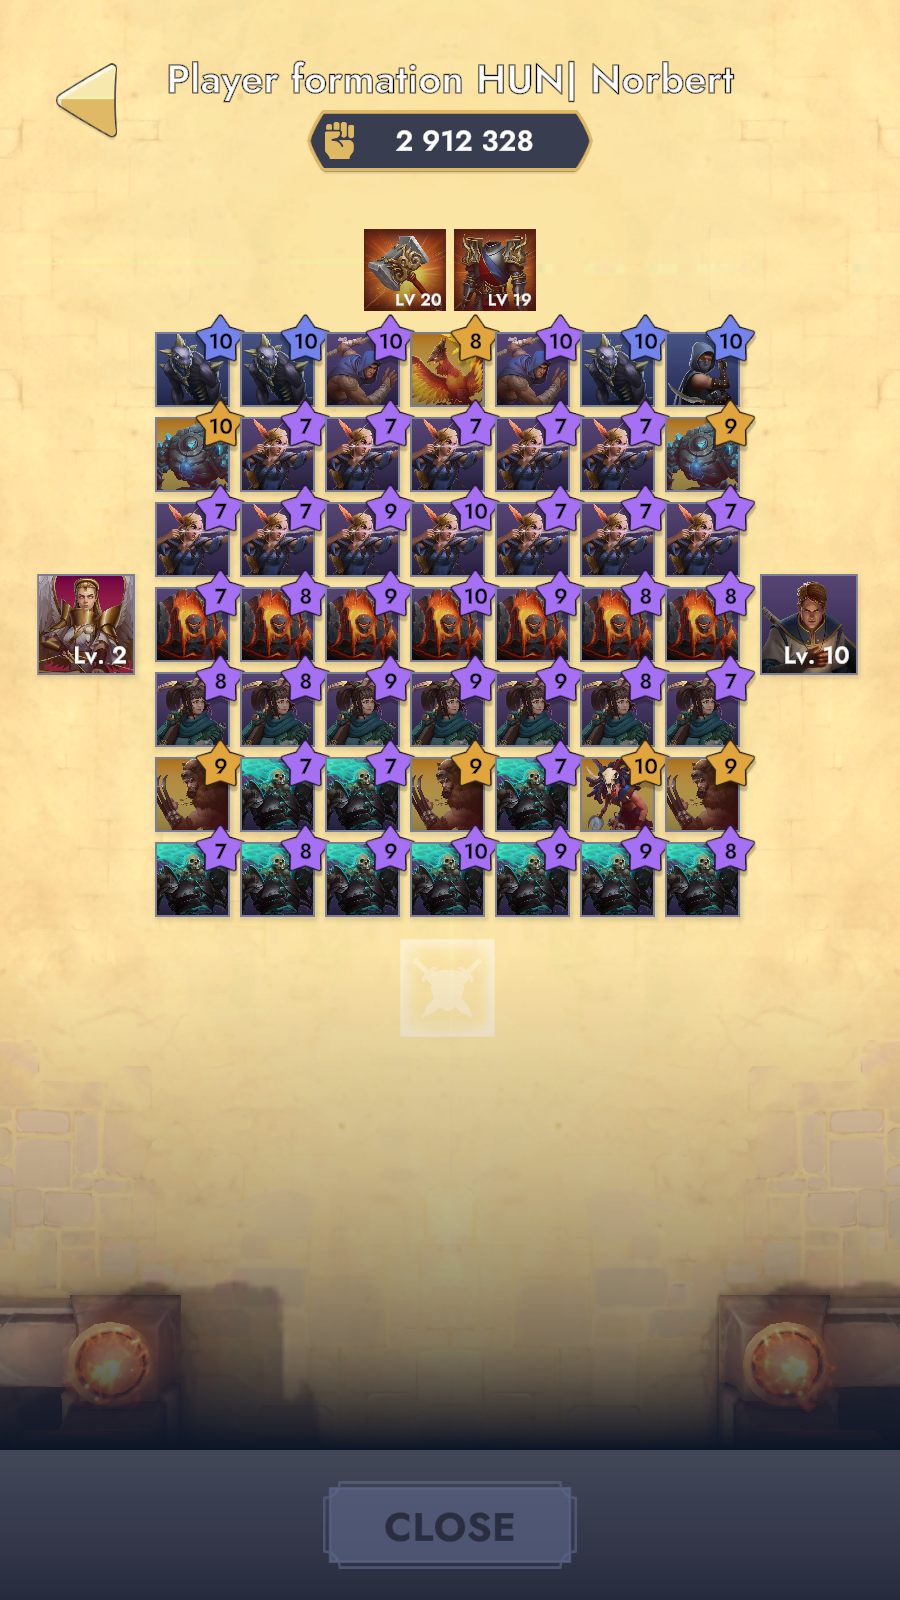 Player formation HUN| Norbert
2 912 328
LV 20 LV 19
10 10 10 8 10 10 10
10 7 7 7 7 7 9
7 7 9 10 7 7 7
7 8 9 10 9 8 8
Lv. 2 Lv. 10
8 8 9 9 9 8 7
9 7 7 9 7 10 9
7 8 9 10 9 9 8
CLOSE